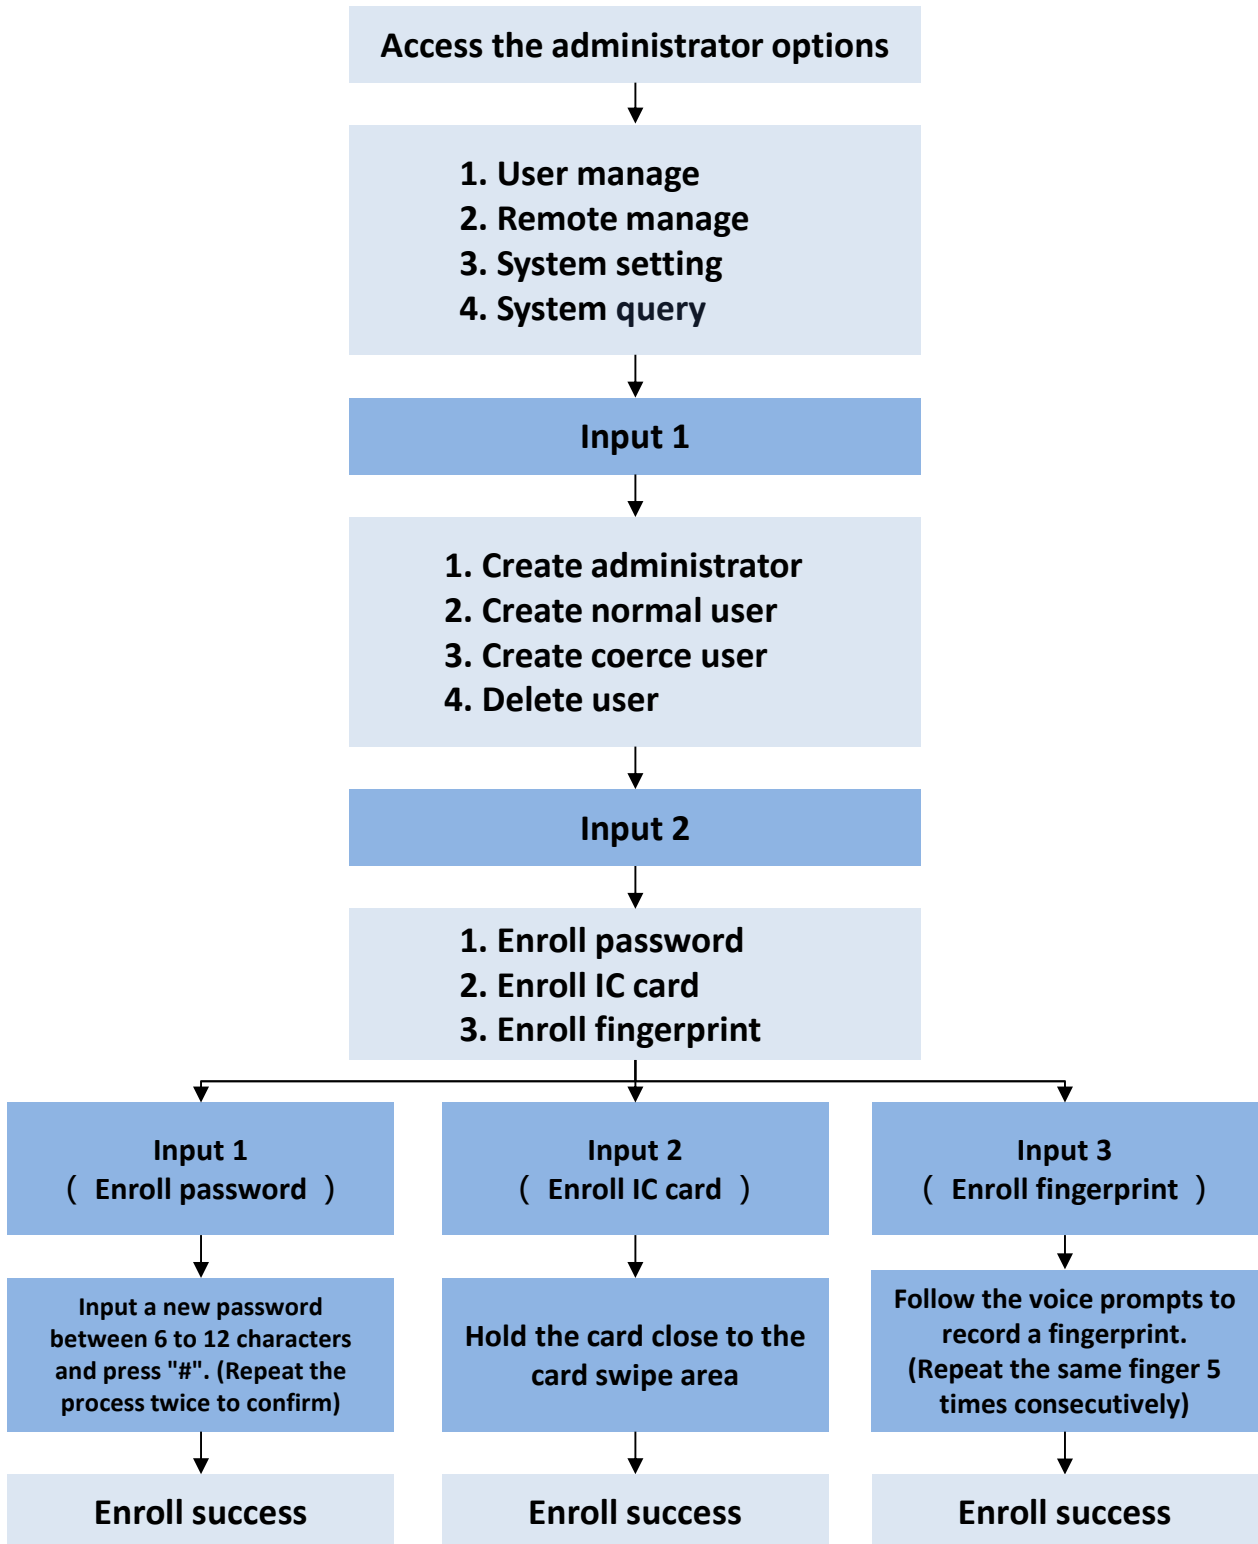 Access the administrator options
1. User manage
2. Remote manage
3. System setting
4. System query
Input 1
1. Create administrator
2. Create normal user
3. Create coerce user
4. Delete user
Input 2
1. Enroll password
2. Enroll IC card
3. Enroll fingerprint
Input 1
( Enroll password )
Input 2
( Enroll IC card )
Input 3
( Enroll fingerprint )
Input a new password
between 6 to 12 characters
and press "#". (Repeat the
process twice to confirm)
Hold the card close to the
card swipe area
Follow the voice prompts to
record a fingerprint.
(Repeat the same finger 5
times consecutively)
Enroll success
Enroll success
Enroll success